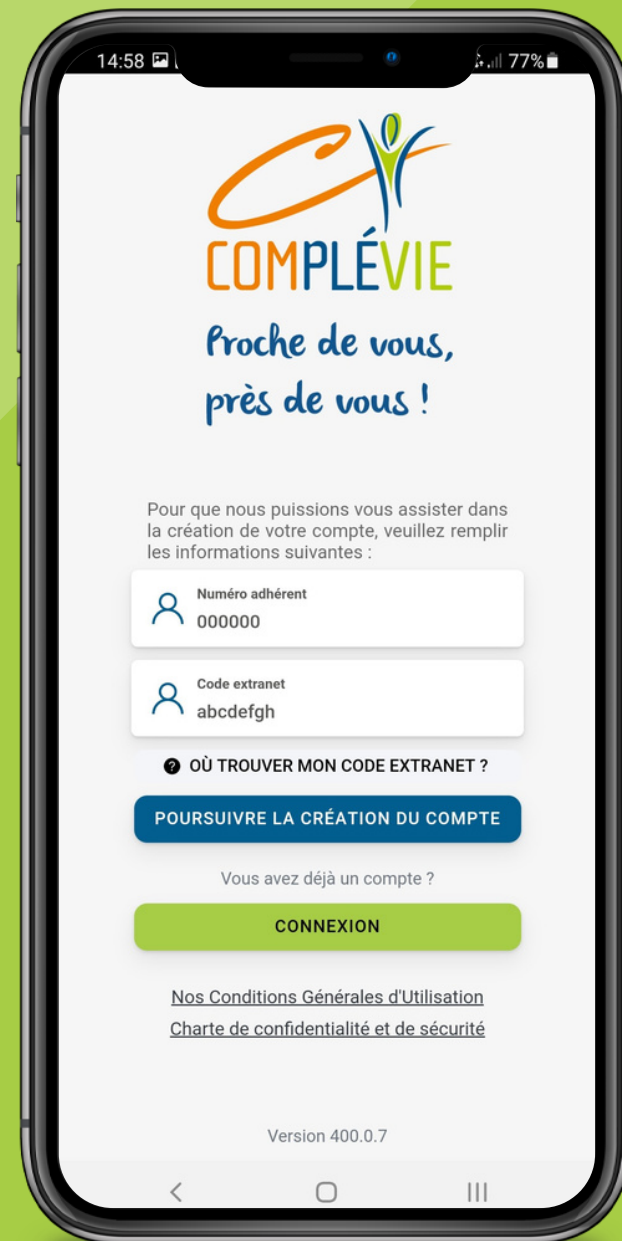 14:58
77%
COMPLÉVIE
Proche de vous,
près de vous !
Pour que nous puissions vous assister dans
la création de votre compte, veuillez remplir
les informations suivantes :
Numéro adhérent
000000
Code extranet
abcdefgh
? OÙ TROUVER MON CODE EXTRANET ?
POURSUIVRE LA CRÉATION DU COMPTE
Vous avez déjà un compte ?
CONNEXION
Nos Conditions Générales d'Utilisation
Charte de confidentialité et de sécurité
Version 400.0.7